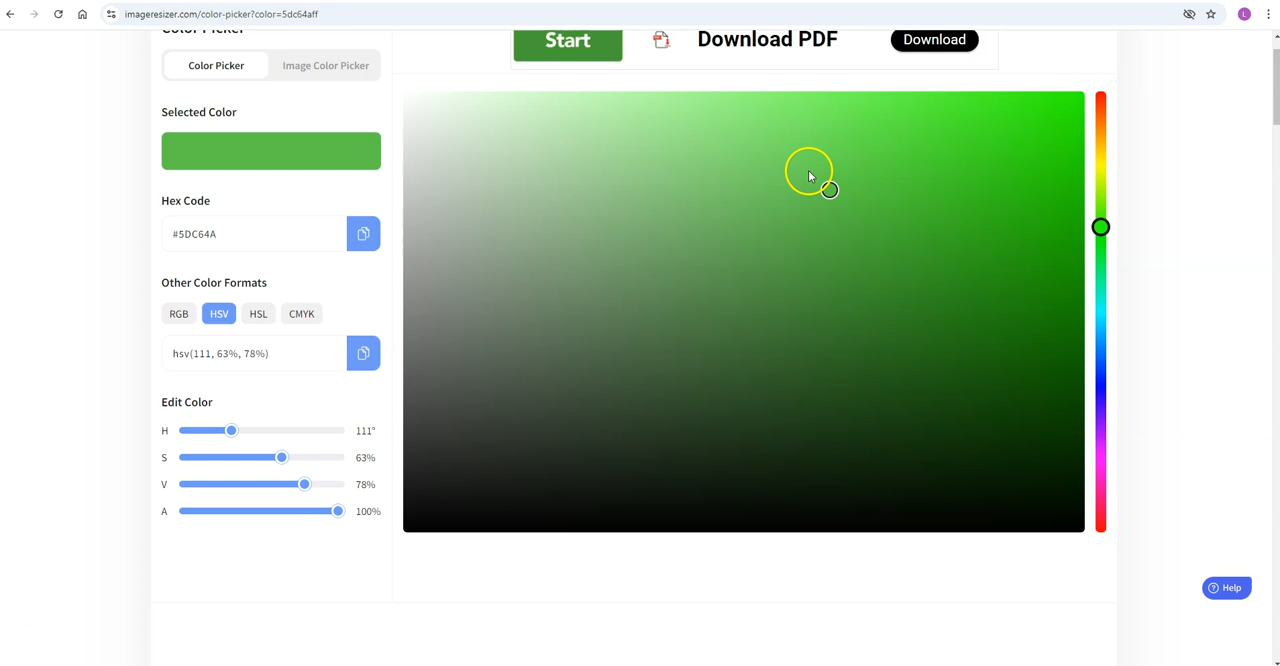 imageresizer.com/color-picker?color=5dc64aff
L
Color Picker
Start
Download PDF
Download
Color Picker
Image Color Picker
Selected Color
Hex Code
#5DC64A
Other Color Formats
RGB
HSV
HSL
CMYK
hsv(111, 63%, 78%)
Edit Color
H
111°
S
63%
V
78%
A
100%
? Help